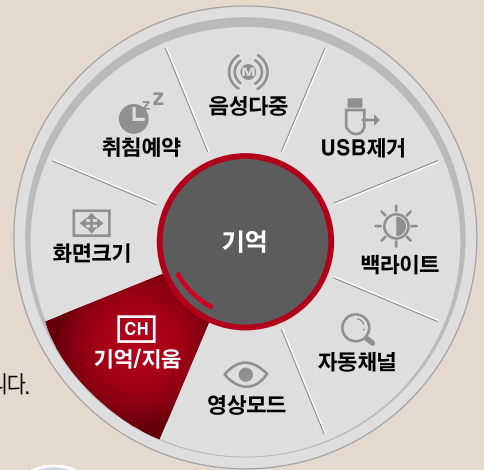 음성다중
취침예약
USB제거
화면크기
기억
백라이트
CH
기억/지움
자동채널
영상모드
니다.